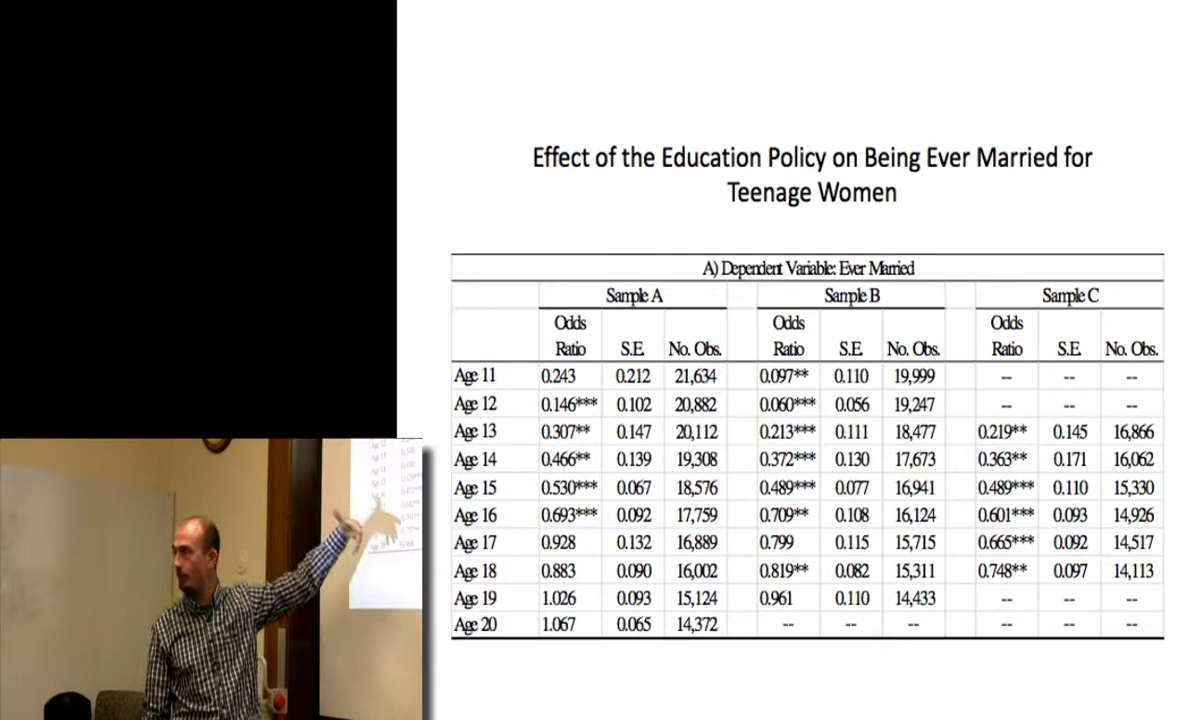 Effect of the Education Policy on Being Ever Married for
Teenage Women
A) Dependent Variable: Ever Married
Sample A Sample B Sample C
Odds Odds Odds
Ratio S.E. No. Obs. Ratio S.E. No. Obs. Ratio S.E. No. Obs.
Age 11 0.243 0.212 21,634 0.097** 0.110 19,999 -- -- --
Age 12 0.146*** 0.102 20,882 0.060*** 0.056 19,247 -- -- --
Age 13 0.307** 0.147 20,112 0.213*** 0.111 18,477 0.219** 0.145 16,866
Age 14 0.466** 0.139 19,308 0.372*** 0.130 17,673 0.363** 0.171 16,062
Age 15 0.530*** 0.067 18,576 0.489*** 0.077 16,941 0.489*** 0.110 15,330
Age 16 0.693*** 0.092 17,759 0.709** 0.108 16,124 0.601*** 0.093 14,926
Age 17 0.928 0.132 16,889 0.799 0.115 15,715 0.665*** 0.092 14,517
Age 18 0.883 0.090 16,002 0.819** 0.082 15,311 0.748** 0.097 14,113
Age 19 1.026 0.093 15,124 0.961 0.110 14,433 -- -- --
Age 20 1.067 0.065 14,372 -- -- -- -- -- --